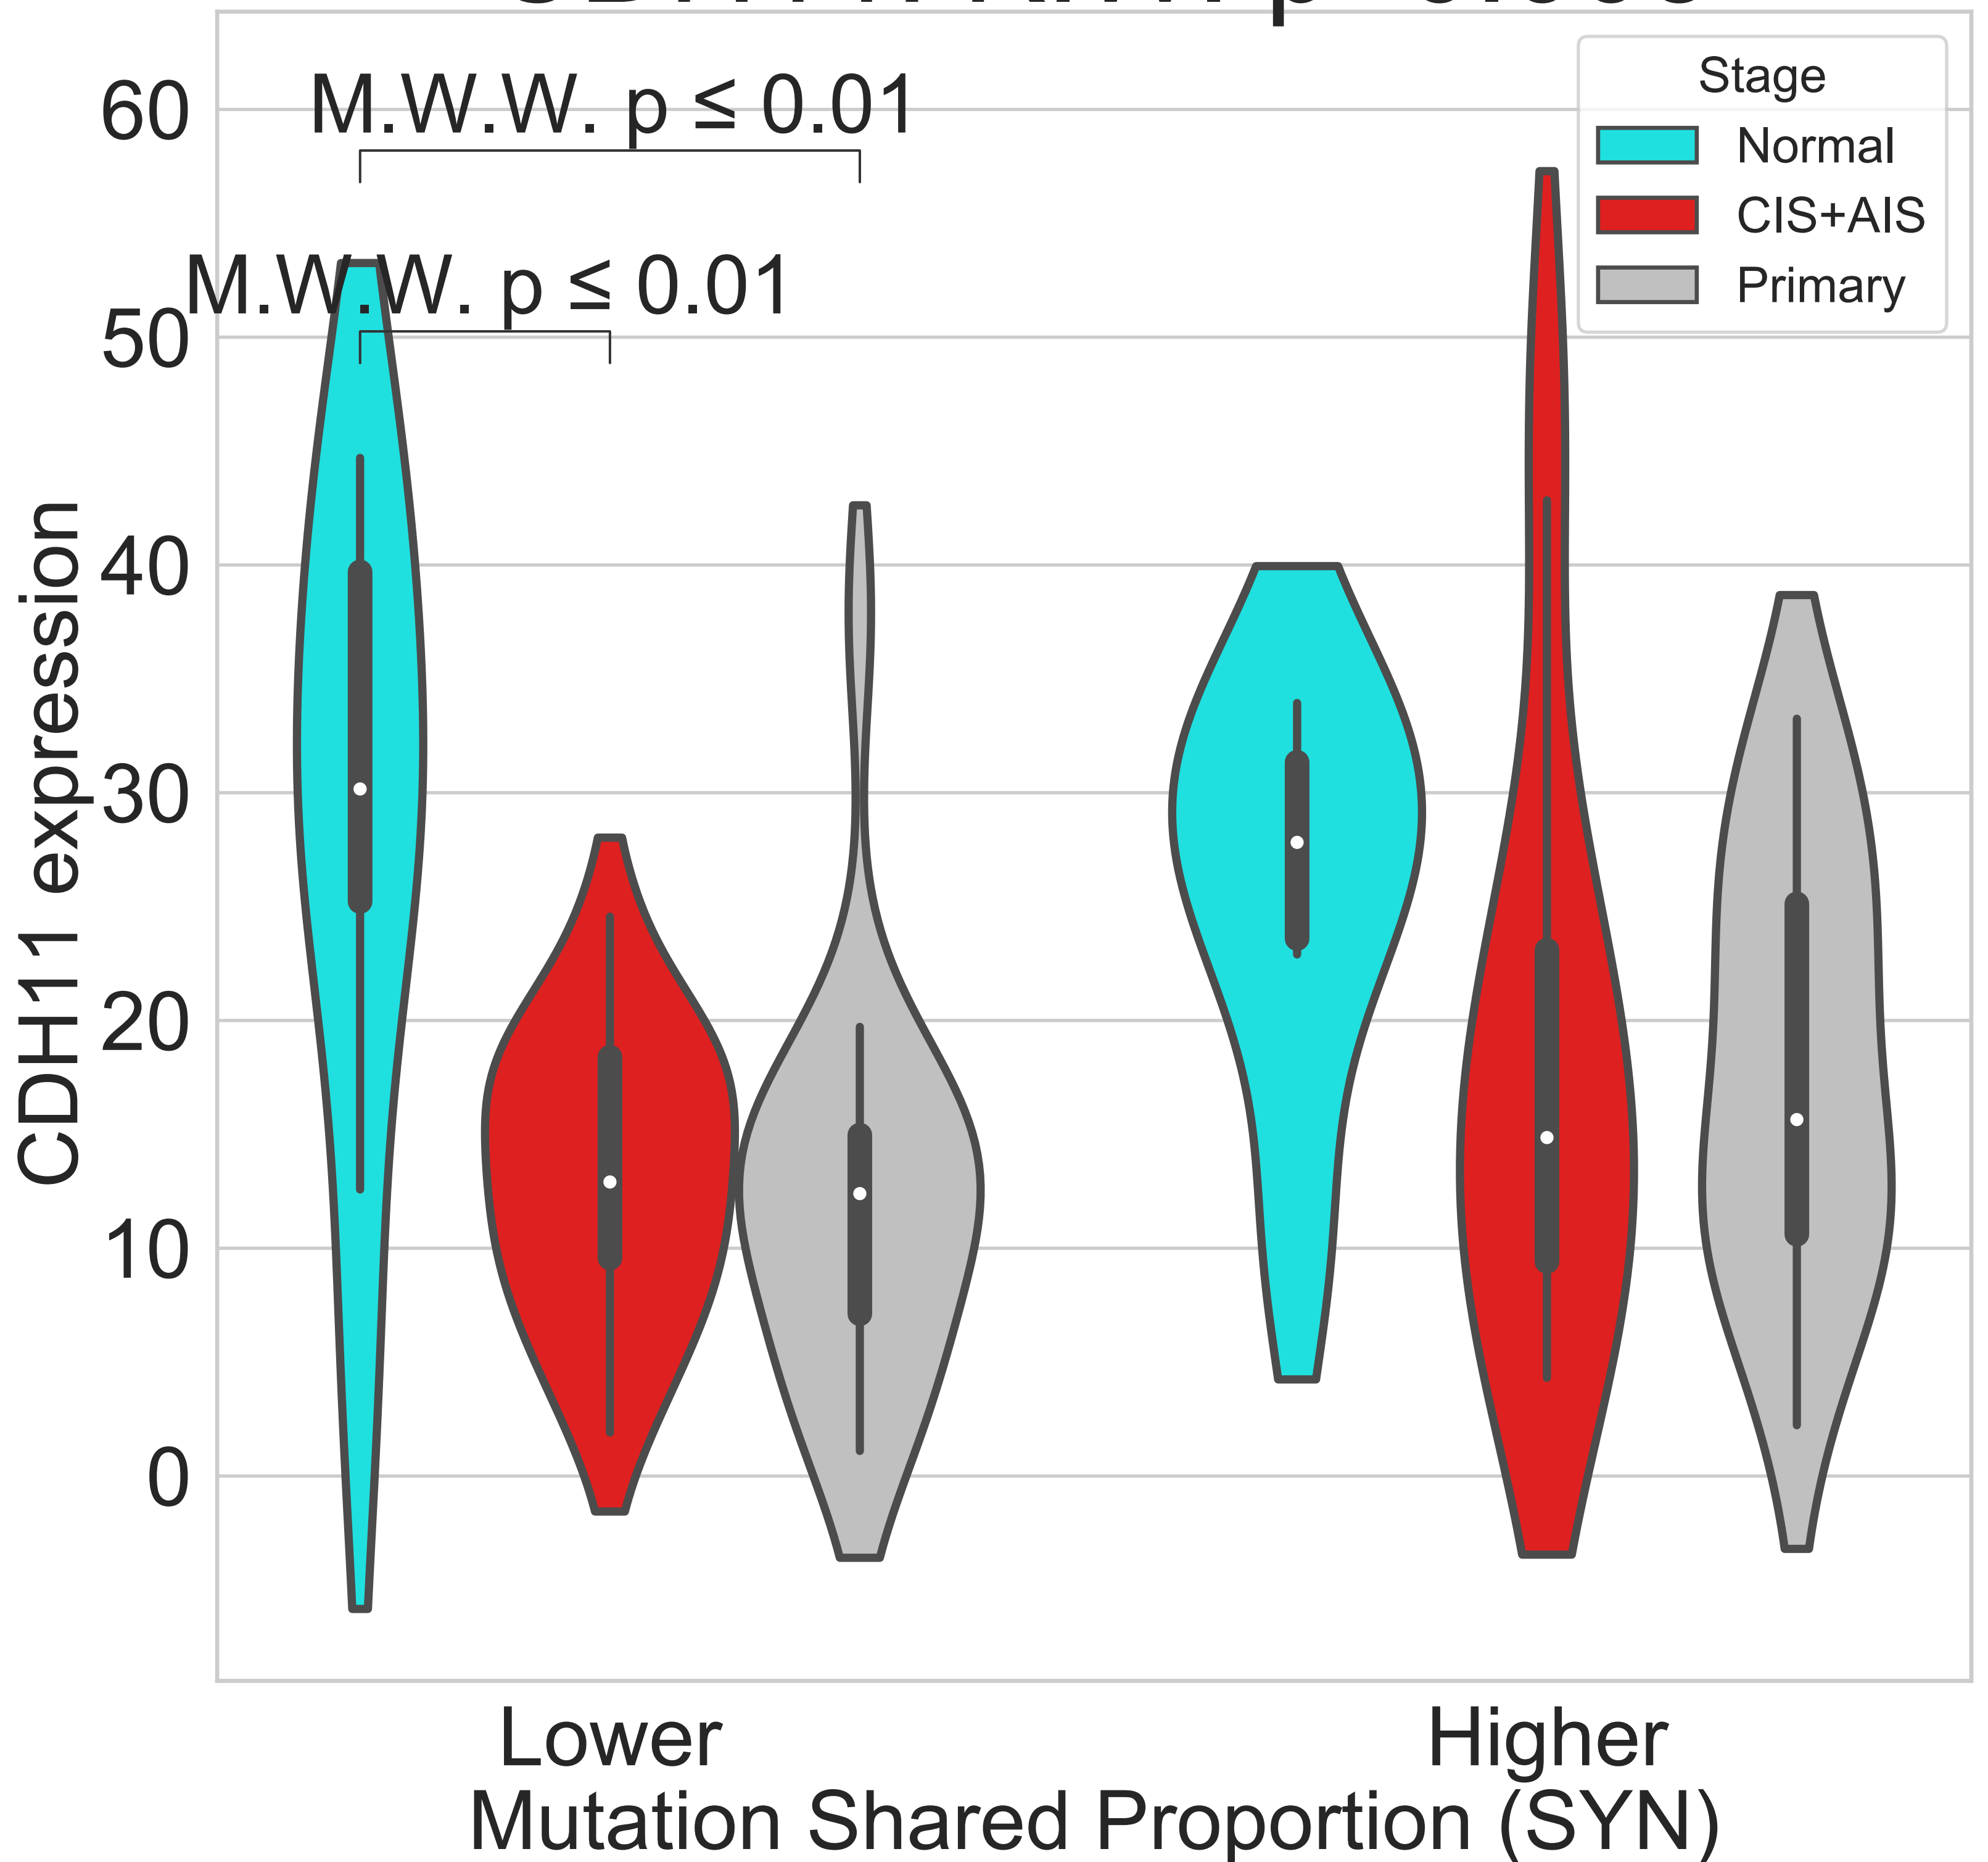 M.W.W. p ≤ 0.01
M.W.W. p ≤ 0.01
Stage
Normal
CIS+AIS
Primary
60
50
40
30
20
10
0
CDH11 expression
Lower
Higher
Mutation Shared Proportion (SYN)